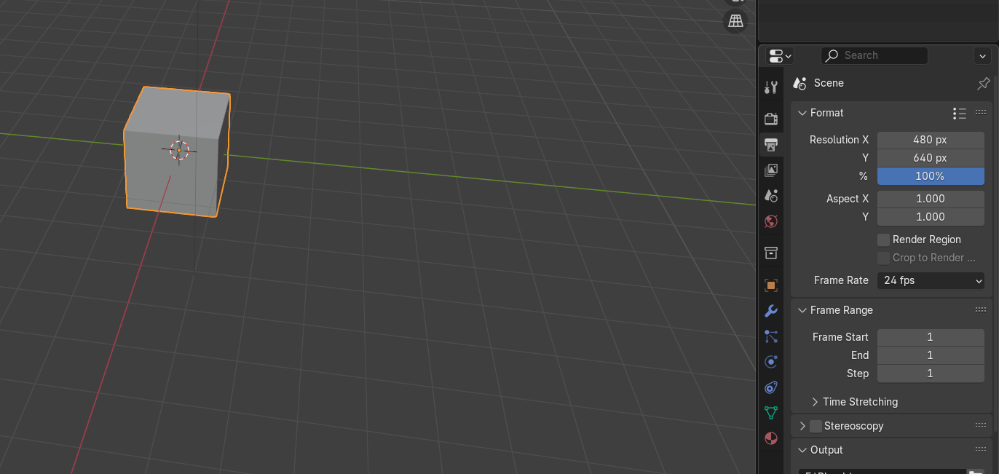 Search
Scene
Format
Resolution X 480 px
Y 640 px
% 100%
Aspect X 1.000
Y 1.000
Render Region
Crop to Render ...
Frame Rate 24 fps
Frame Range
Frame Start 1
End 1
Step 1
Time Stretching
Stereoscopy
Output